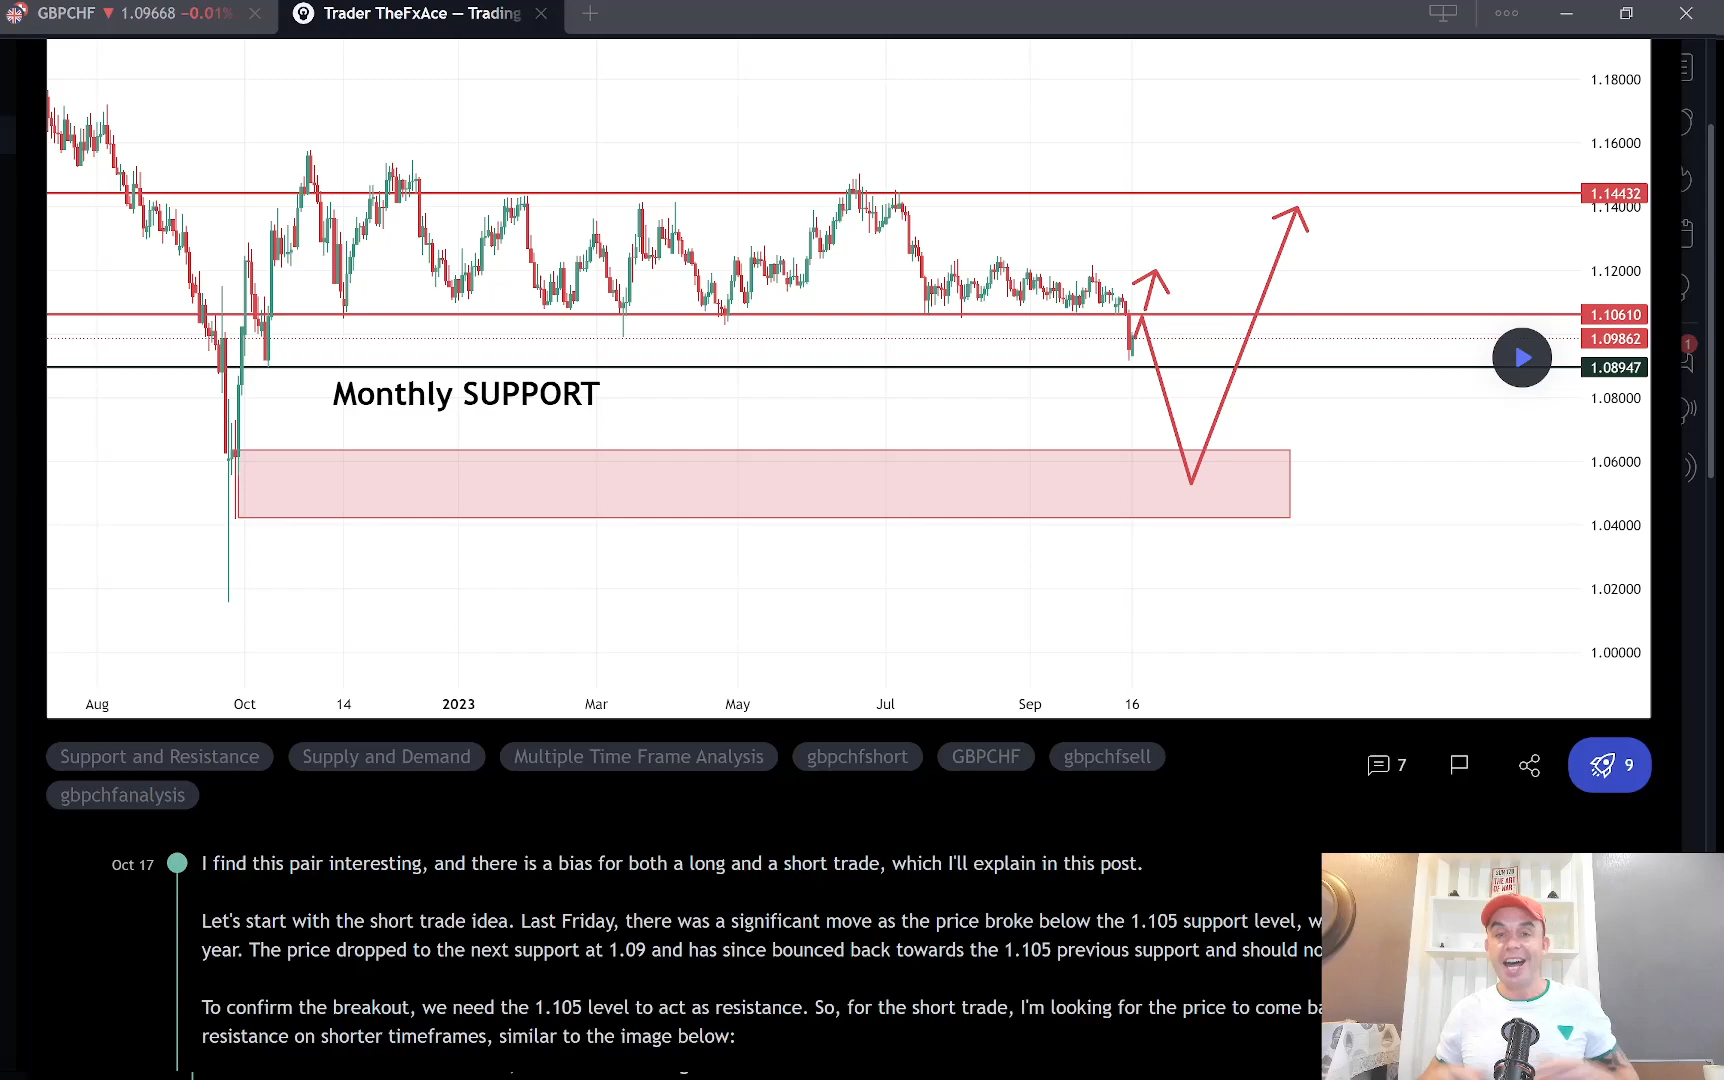 GBPCHF ▼ 1.09668 −0.01%
Trader TheFxAce — Trading
1.18000
1.16000
1.14432
1.14000
1.12000
1.10610
1.09862
1.08947
1.08000
1.06000
1.04000
1.02000
1.00000
Monthly SUPPORT
Aug Oct 14 2023 Mar May Jul Sep 16
Support and Resistance Supply and Demand Multiple Time Frame Analysis gbpchfshort GBPCHF gbpchfsell
gbpchfanalysis
7
9
1
Oct 17
I find this pair interesting, and there is a bias for both a long and a short trade, which I'll explain in this post.
Let's start with the short trade idea. Last Friday, there was a significant move as the price broke below the 1.105 support level, w
year. The price dropped to the next support at 1.09 and has since bounced back towards the 1.105 previous support and should no
To confirm the breakout, we need the 1.105 level to act as resistance. So, for the short trade, I'm looking for the price to come ba
resistance on shorter timeframes, similar to the image below:
SUN TZU
THE ART
OF WAR